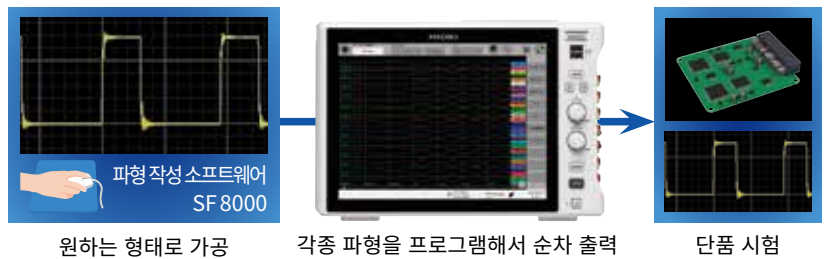 파형 작성 소프트웨어
SF 8000
HIOKI
원하는 형태로 가공
각종 파형을 프로그램해서 순차 출력
단품 시험